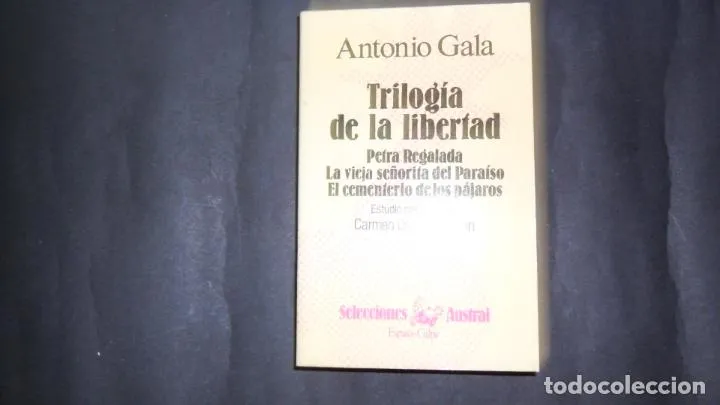 Antonio Gala
Trilogía
de la libertad
Petra Regalada
La vieja señorita del Paraíso
El cementerio de los pájaros
Estudio
Carmen
Selecciones Austral
Espasa-Calpe
todocoleccion